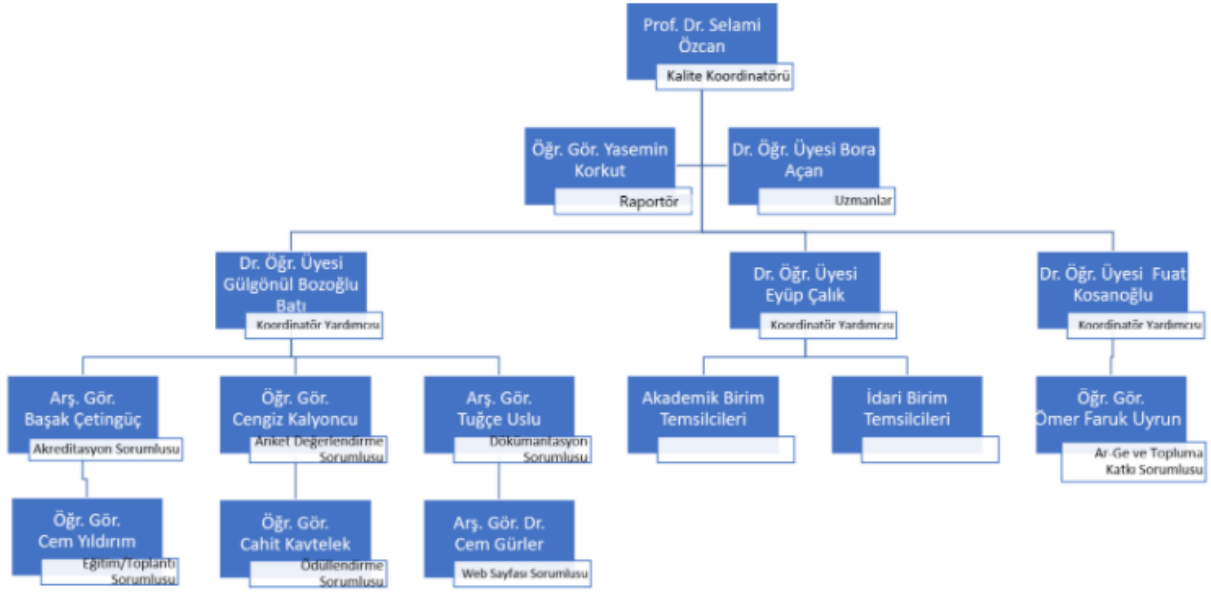 Prof. Dr. Selami
Özcan
Kalite Koordinatörü
Öğr. Gör. Yasemin
Korkut
Raportör
Dr. Öğr. Üyesi Bora
Açan
Uzmanlar
Dr. Öğr. Üyesi
Gülgönül Bozoğlu
Batı
Koordinatör Yardımcısı
Dr. Öğr. Üyesi
Eyüp Çalık
Koordinatör Yardımcısı
Dr. Öğr. Üyesi Fuat
Kosanoğlu
Koordinatör Yardımcısı
Arş. Gör.
Başak Çetingüç
Akreditasyon Sorumlusu
Öğr. Gör.
Cengiz Kalyoncu
Anket Değerlendirme
Sorumlusu
Arş. Gör.
Tuğçe Uslu
Dökümantasyon
Sorumlusu
Akademik Birim
Temsilcileri
İdari Birim
Temsilcileri
Öğr. Gör.
Ömer Faruk Uyrun
Ar-Ge ve Topluma
Katkı Sorumlusu
Öğr. Gör.
Cem Yıldırım
Eğitim/Toplantı
Sorumlusu
Öğr. Gör.
Cahit Kavtelek
Ödüllendirme
Sorumlusu
Arş. Gör. Dr.
Cem Gürler
Web Sayfası Sorumlusu